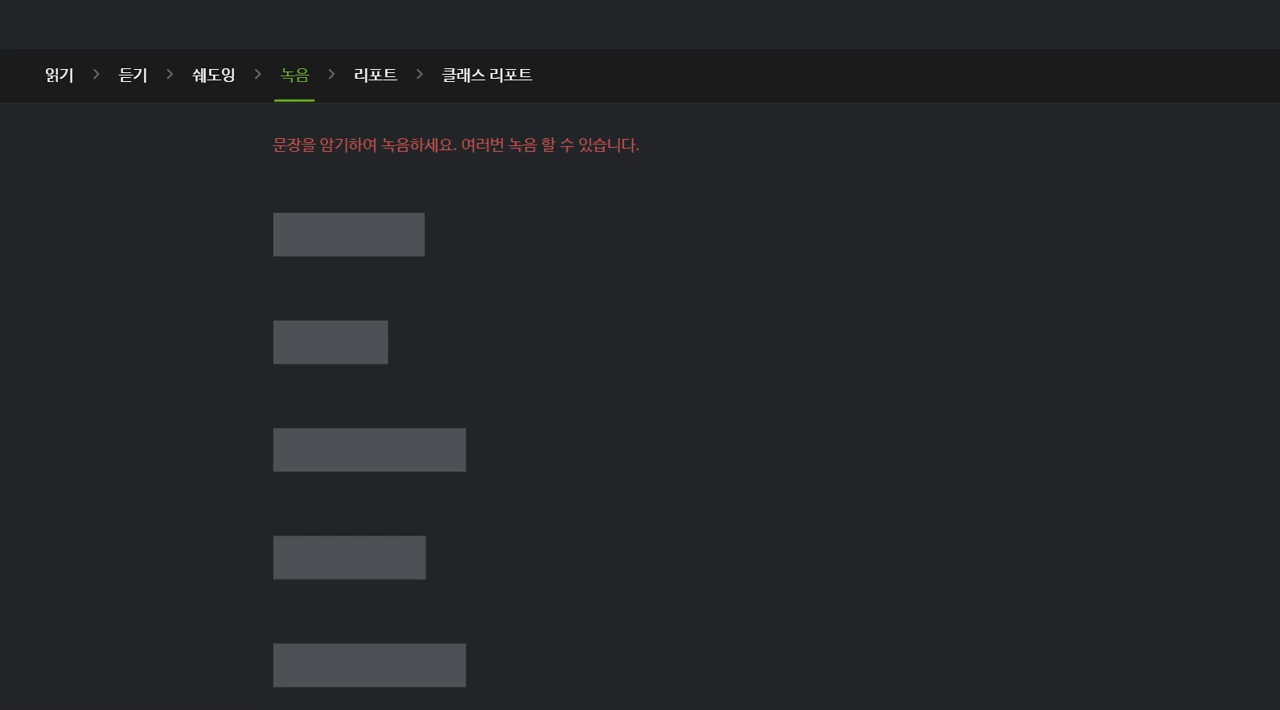 읽기 > 듣기 > 쉐도잉 > 녹음 > 리포트 > 클래스 리포트
문장을 암기하여 녹음하세요. 여러번 녹음 할 수 있습니다.